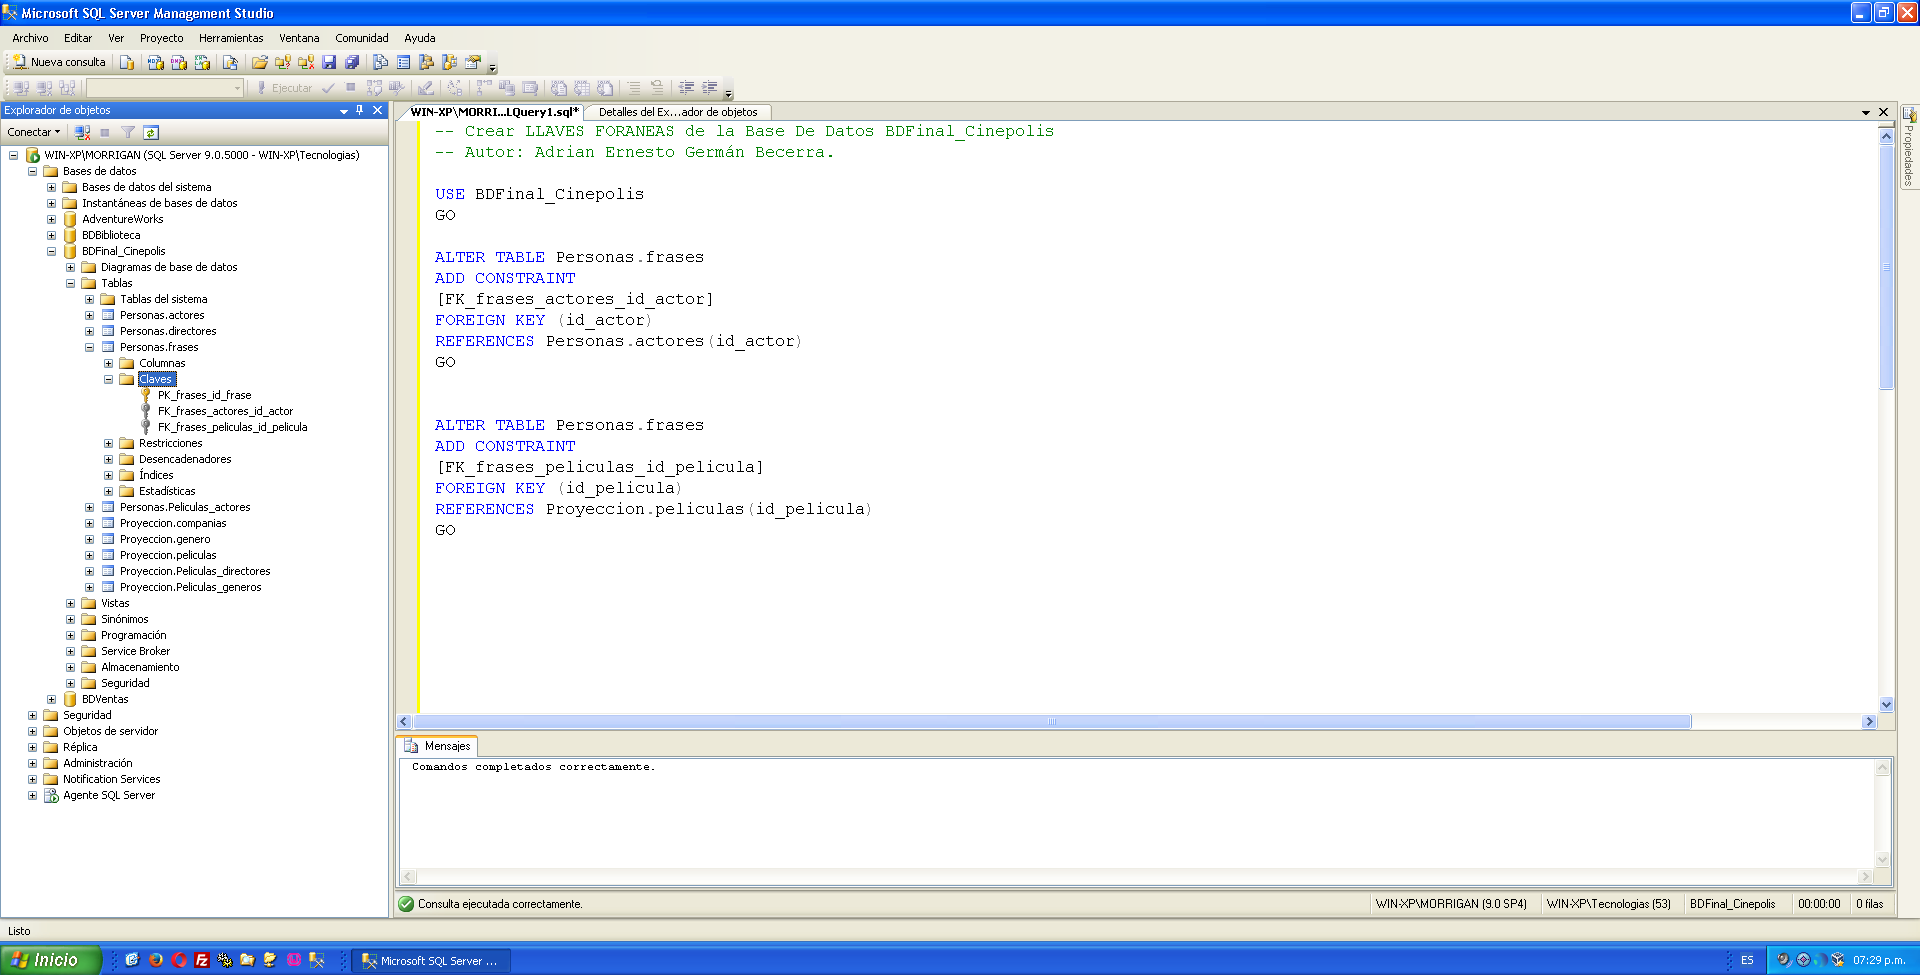 Microsoft SQL Server Management Studio
Archivo Editar Ver Proyecto Herramientas Ventana Comunidad Ayuda
Nueva consulta
Ejecutar
Explorador de objetos
Conectar
WIN-XP\MORRIGAN (SQL Server 9.0.5000 - WIN-XP\Tecnologias)
Bases de datos
Bases de datos del sistema
Instantáneas de bases de datos
AdventureWorks
BDBiblioteca
BDFinal_Cinepolis
Diagramas de base de datos
Tablas
Tablas del sistema
Personas.actores
Personas.directores
Personas.frases
Columnas
Claves
PK_frases_id_frase
FK_frases_actores_id_actor
FK_frases_peliculas_id_pelicula
Restricciones
Desencadenadores
Índices
Estadísticas
Personas.Peliculas_actores
Proyeccion.companias
Proyeccion.genero
Proyeccion.peliculas
Proyeccion.Peliculas_directores
Proyeccion.Peliculas_generos
Vistas
Sinónimos
Programación
Service Broker
Almacenamiento
Seguridad
BDVentas
Seguridad
Objetos de servidor
Réplica
Administración
Notification Services
Agente SQL Server
WIN-XP\MORRI...LQuery1.sql* Detalles del Ex...ador de objetos
-- Crear LLAVES FORANEAS de la Base De Datos BDFinal_Cinepolis
-- Autor: Adrian Ernesto Germán Becerra.
USE BDFinal_Cinepolis
GO
ALTER TABLE Personas.frases
ADD CONSTRAINT
[FK_frases_actores_id_actor]
FOREIGN KEY (id_actor)
REFERENCES Personas.actores(id_actor)
GO
ALTER TABLE Personas.frases
ADD CONSTRAINT
[FK_frases_peliculas_id_pelicula]
FOREIGN KEY (id_pelicula)
REFERENCES Proyeccion.peliculas(id_pelicula)
GO
Propiedades
Mensajes
Comandos completados correctamente.
Consulta ejecutada correctamente. WIN-XP\MORRIGAN (9.0 SP4) WIN-XP\Tecnologias (53) BDFinal_Cinepolis 00:00:00 0 filas
Listo
Inicio Microsoft SQL Server ... ES 07:29 p.m.